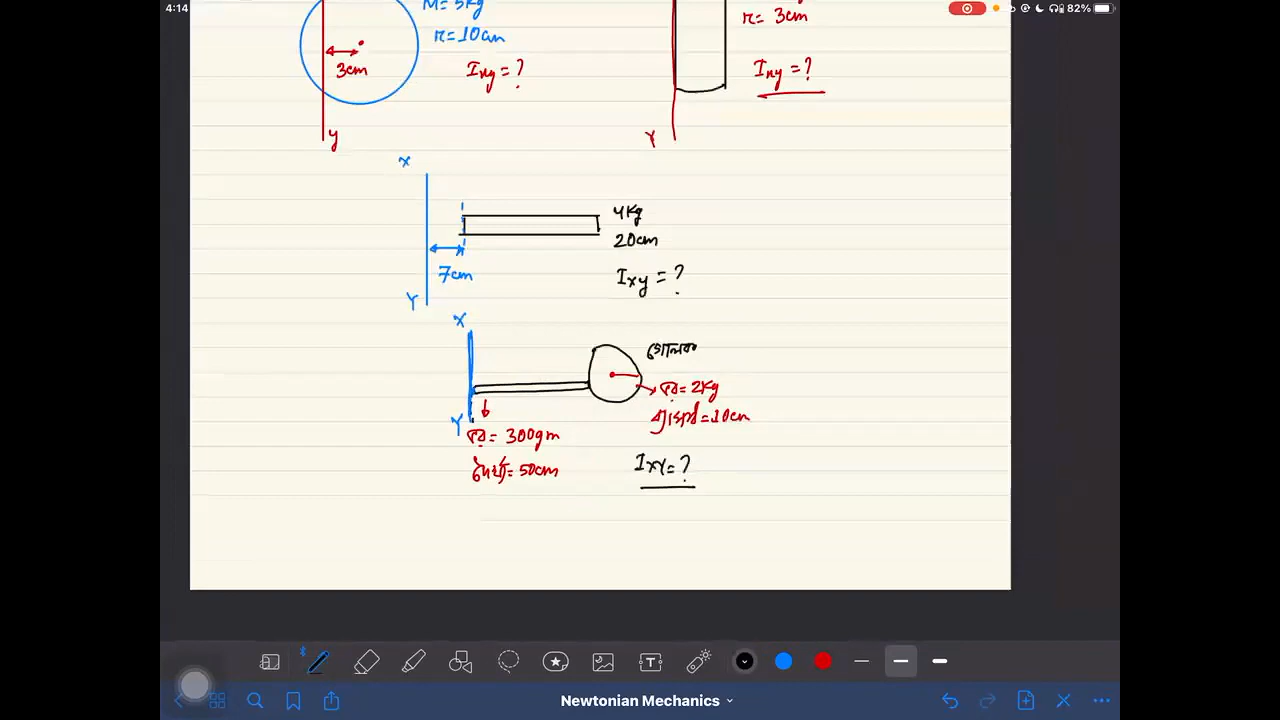 4:14
82%
M=5kg
r=10cm
3cm
Ixy=?
y
r=3cm
Ixy=?
Y
X
4Kg
20cm
7cm
Ixy=?
Y
X
গোলক
ভর=2Kg
ব্যাসার্ধ=10cm
Y
ভর=300gm
দৈর্ঘ্য=50cm
IXY=?
T
Newtonian Mechanics